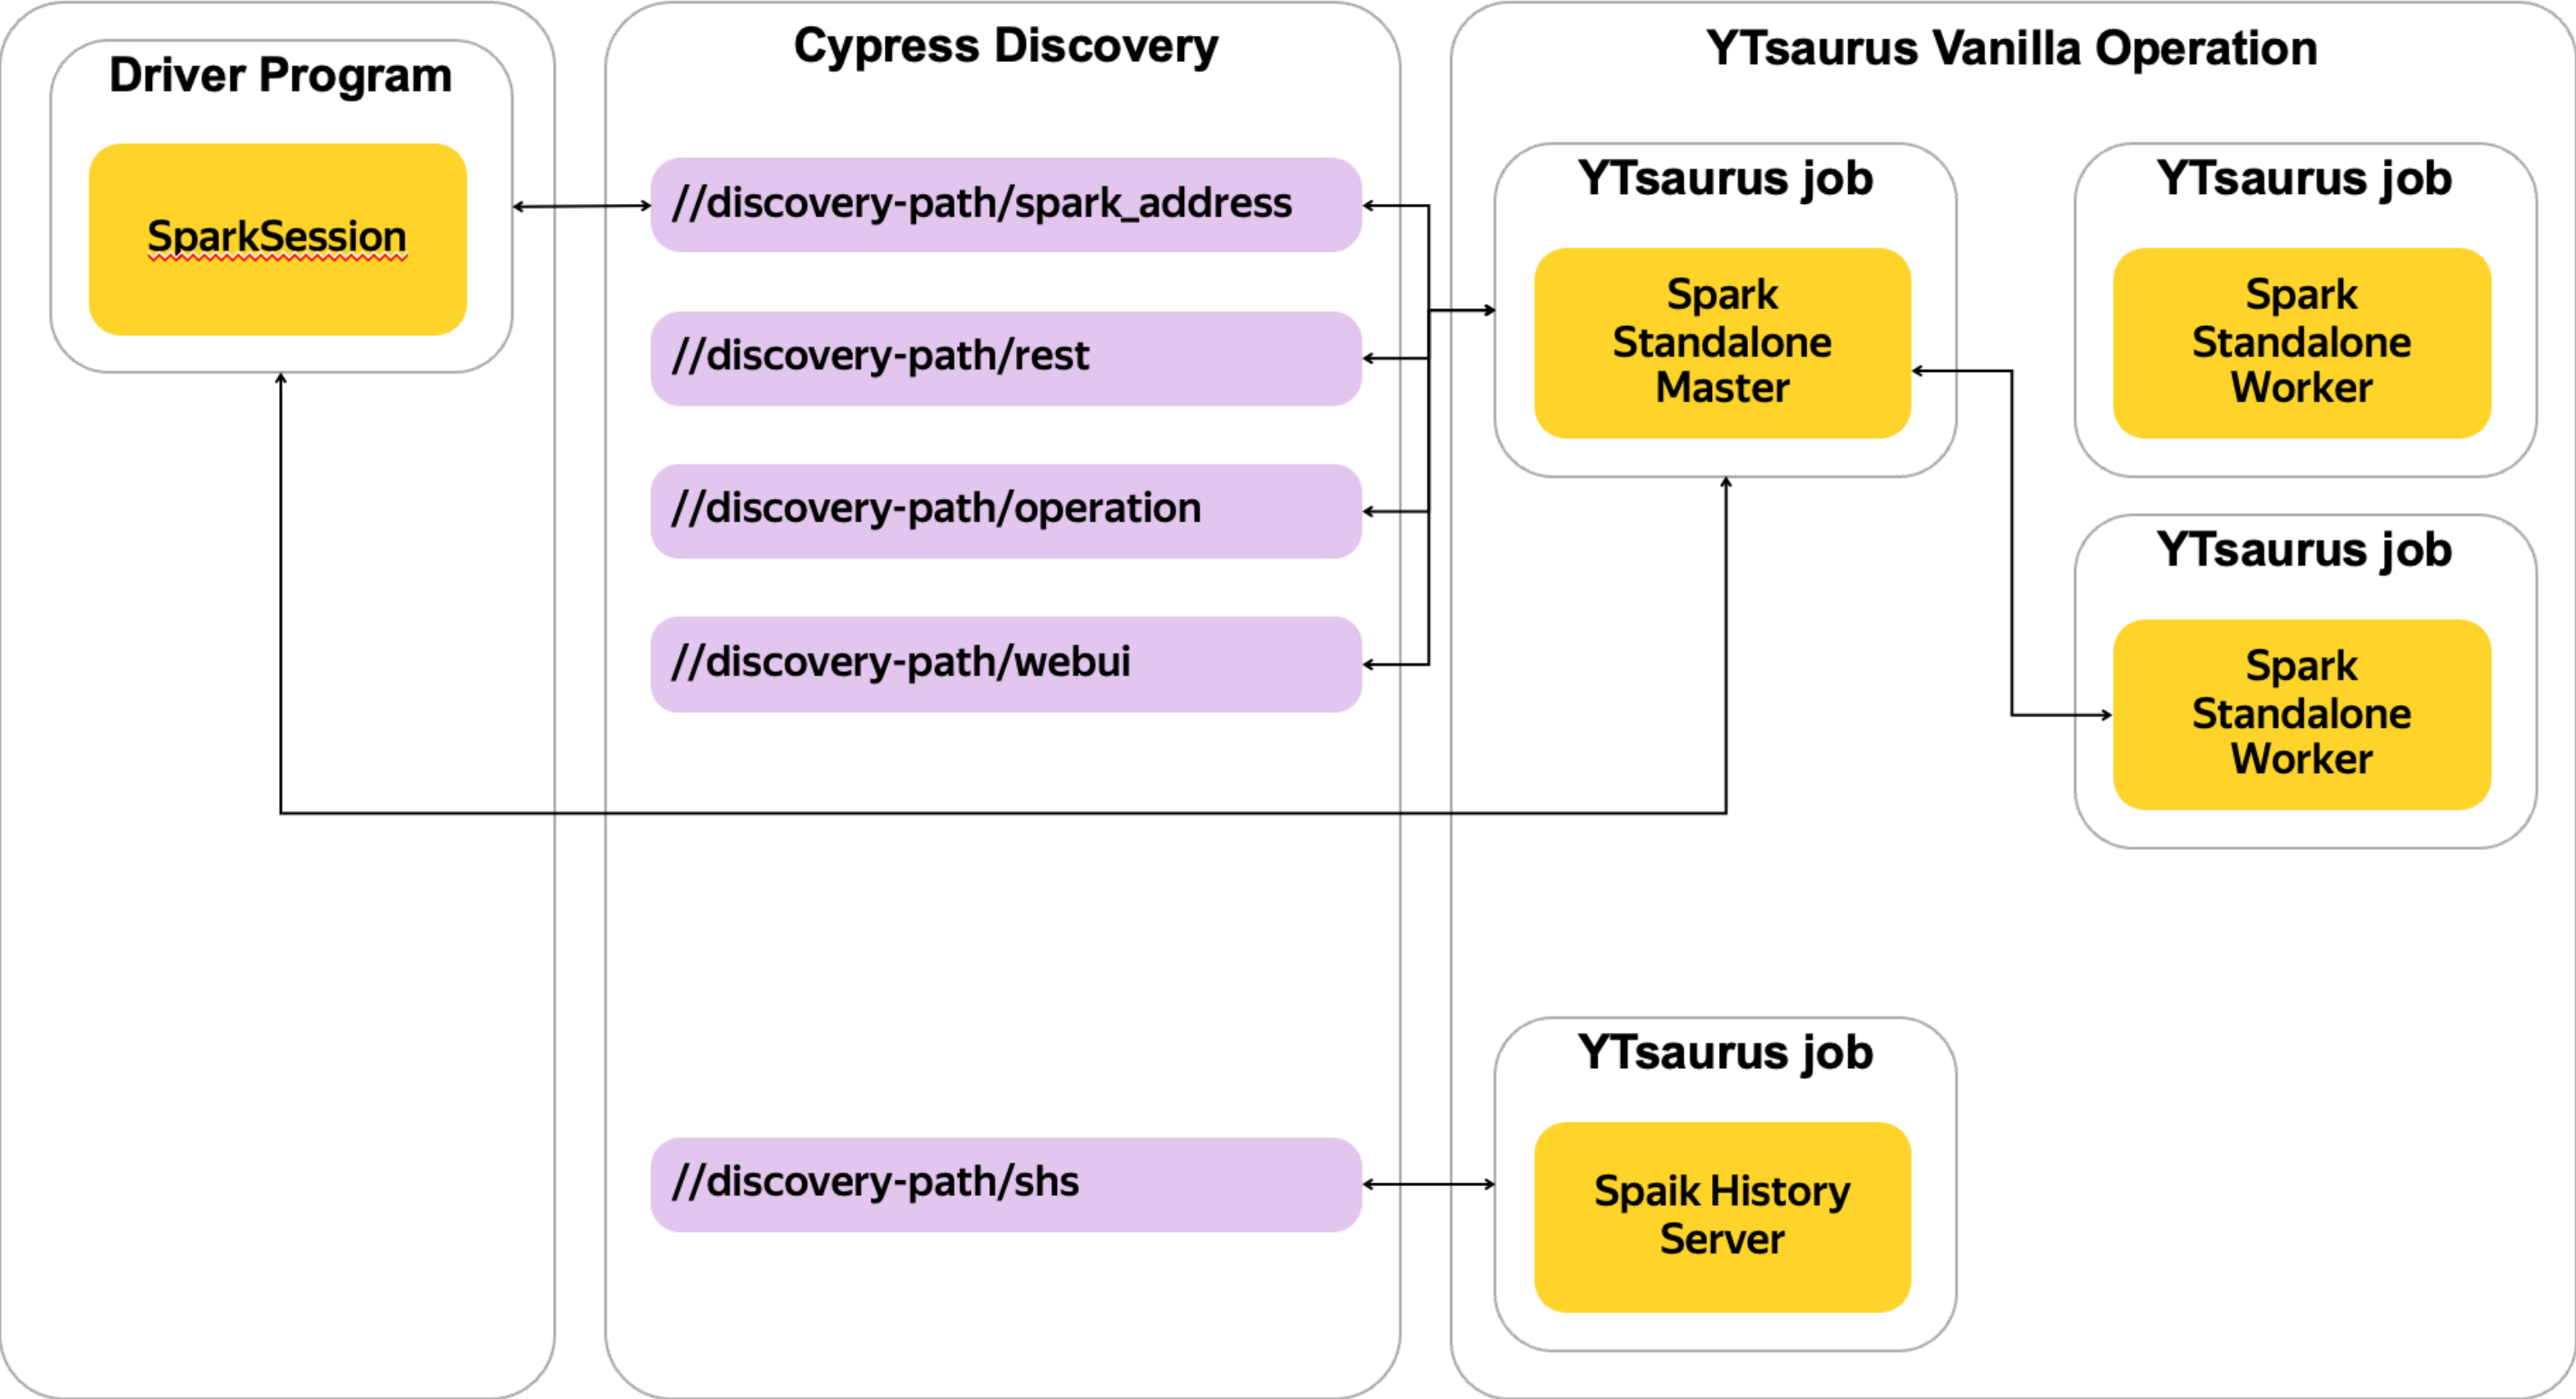 Driver Program
SparkSession
Cypress Discovery
//discovery-path/spark_address
//discovery-path/rest
//discovery-path/operation
//discovery-path/webui
//discovery-path/shs
YTsaurus Vanilla Operation
YTsaurus job
Spark
Standalone
Master
YTsaurus job
Spark
Standalone
Worker
YTsaurus job
Spark
Standalone
Worker
YTsaurus job
Spaik History
Server